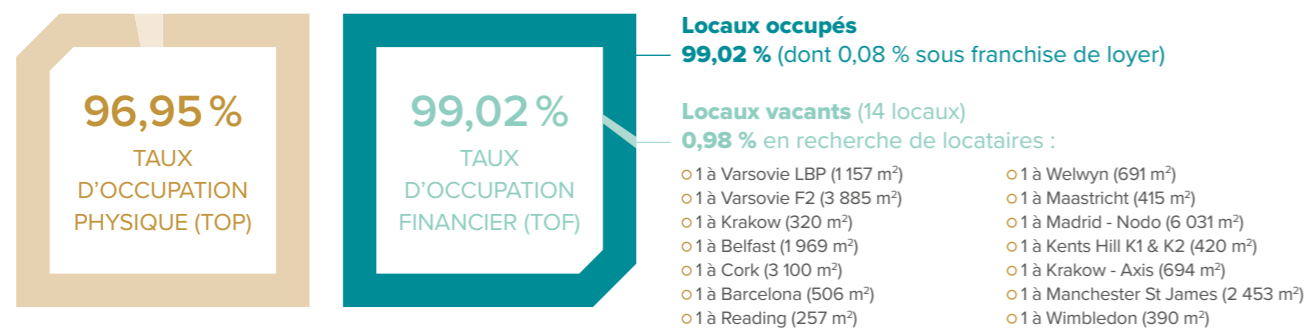 96,95 %
TAUX
D'OCCUPATION
PHYSIQUE (TOP)
99,02 %
TAUX
D'OCCUPATION
FINANCIER (TOF)
Locaux occupés
99,02 % (dont 0,08 % sous franchise de loyer)
Locaux vacants (14 locaux)
0,98 % en recherche de locataires :
1 à Varsovie LBP (1 157 m²)
1 à Varsovie F2 (3 885 m²)
1 à Krakow (320 m²)
1 à Belfast (1 969 m²)
1 à Cork (3 100 m²)
1 à Barcelona (506 m²)
1 à Reading (257 m²)
1 à Welwyn (691 m²)
1 à Maastricht (415 m²)
1 à Madrid - Nodo (6 031 m²)
1 à Kents Hill K1 & K2 (420 m²)
1 à Krakow - Axis (694 m²)
1 à Manchester St James (2 453 m²)
1 à Wimbledon (390 m²)